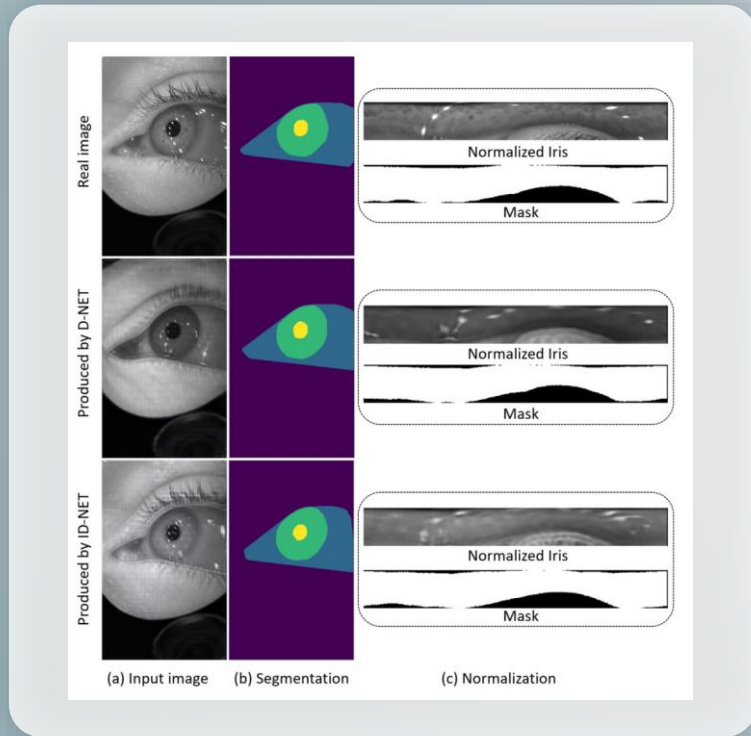 Real image
Normalized Iris
Mask
Produced by D-NET
Normalized Iris
Mask
Produced by ID-NET
Normalized Iris
Mask
(a) Input image
(b) Segmentation
(c) Normalization